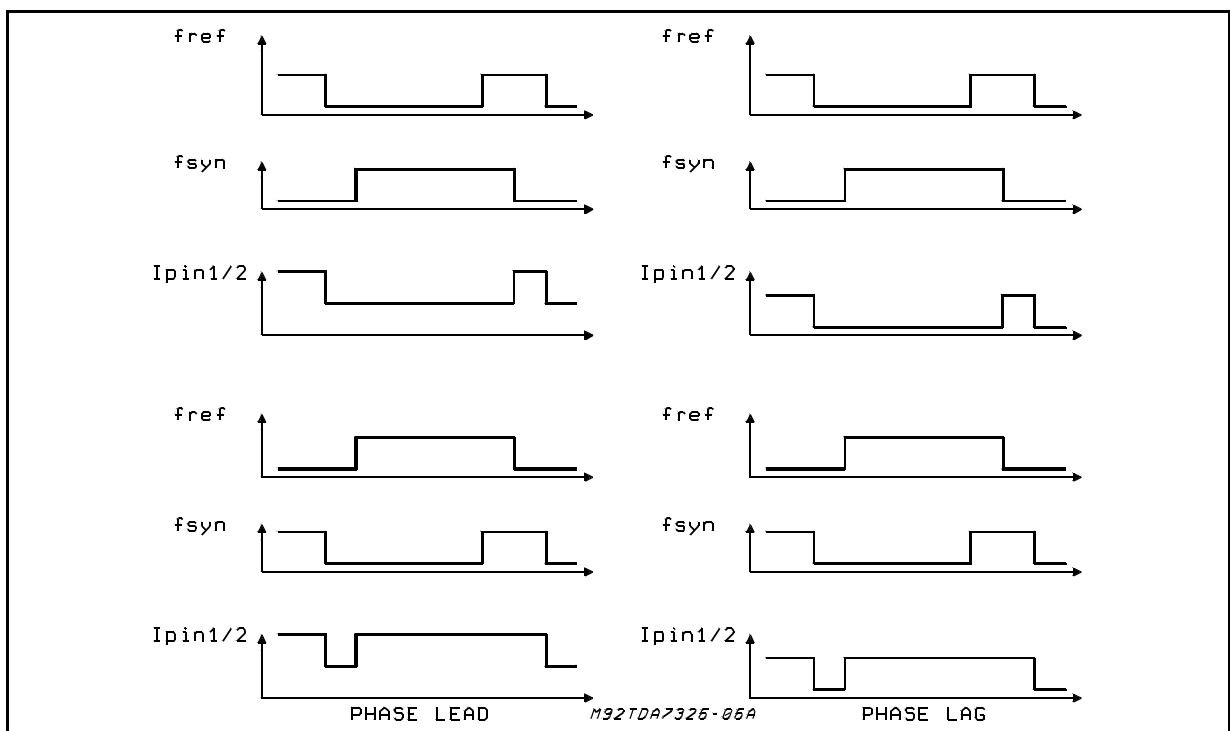 fref fref
fsyn fsyn
Ipin1/2 Ipin1/2
fref fref
fsyn fsyn
Ipin1/2 Ipin1/2
PHASE LEAD M92TDA7326-06A PHASE LAG